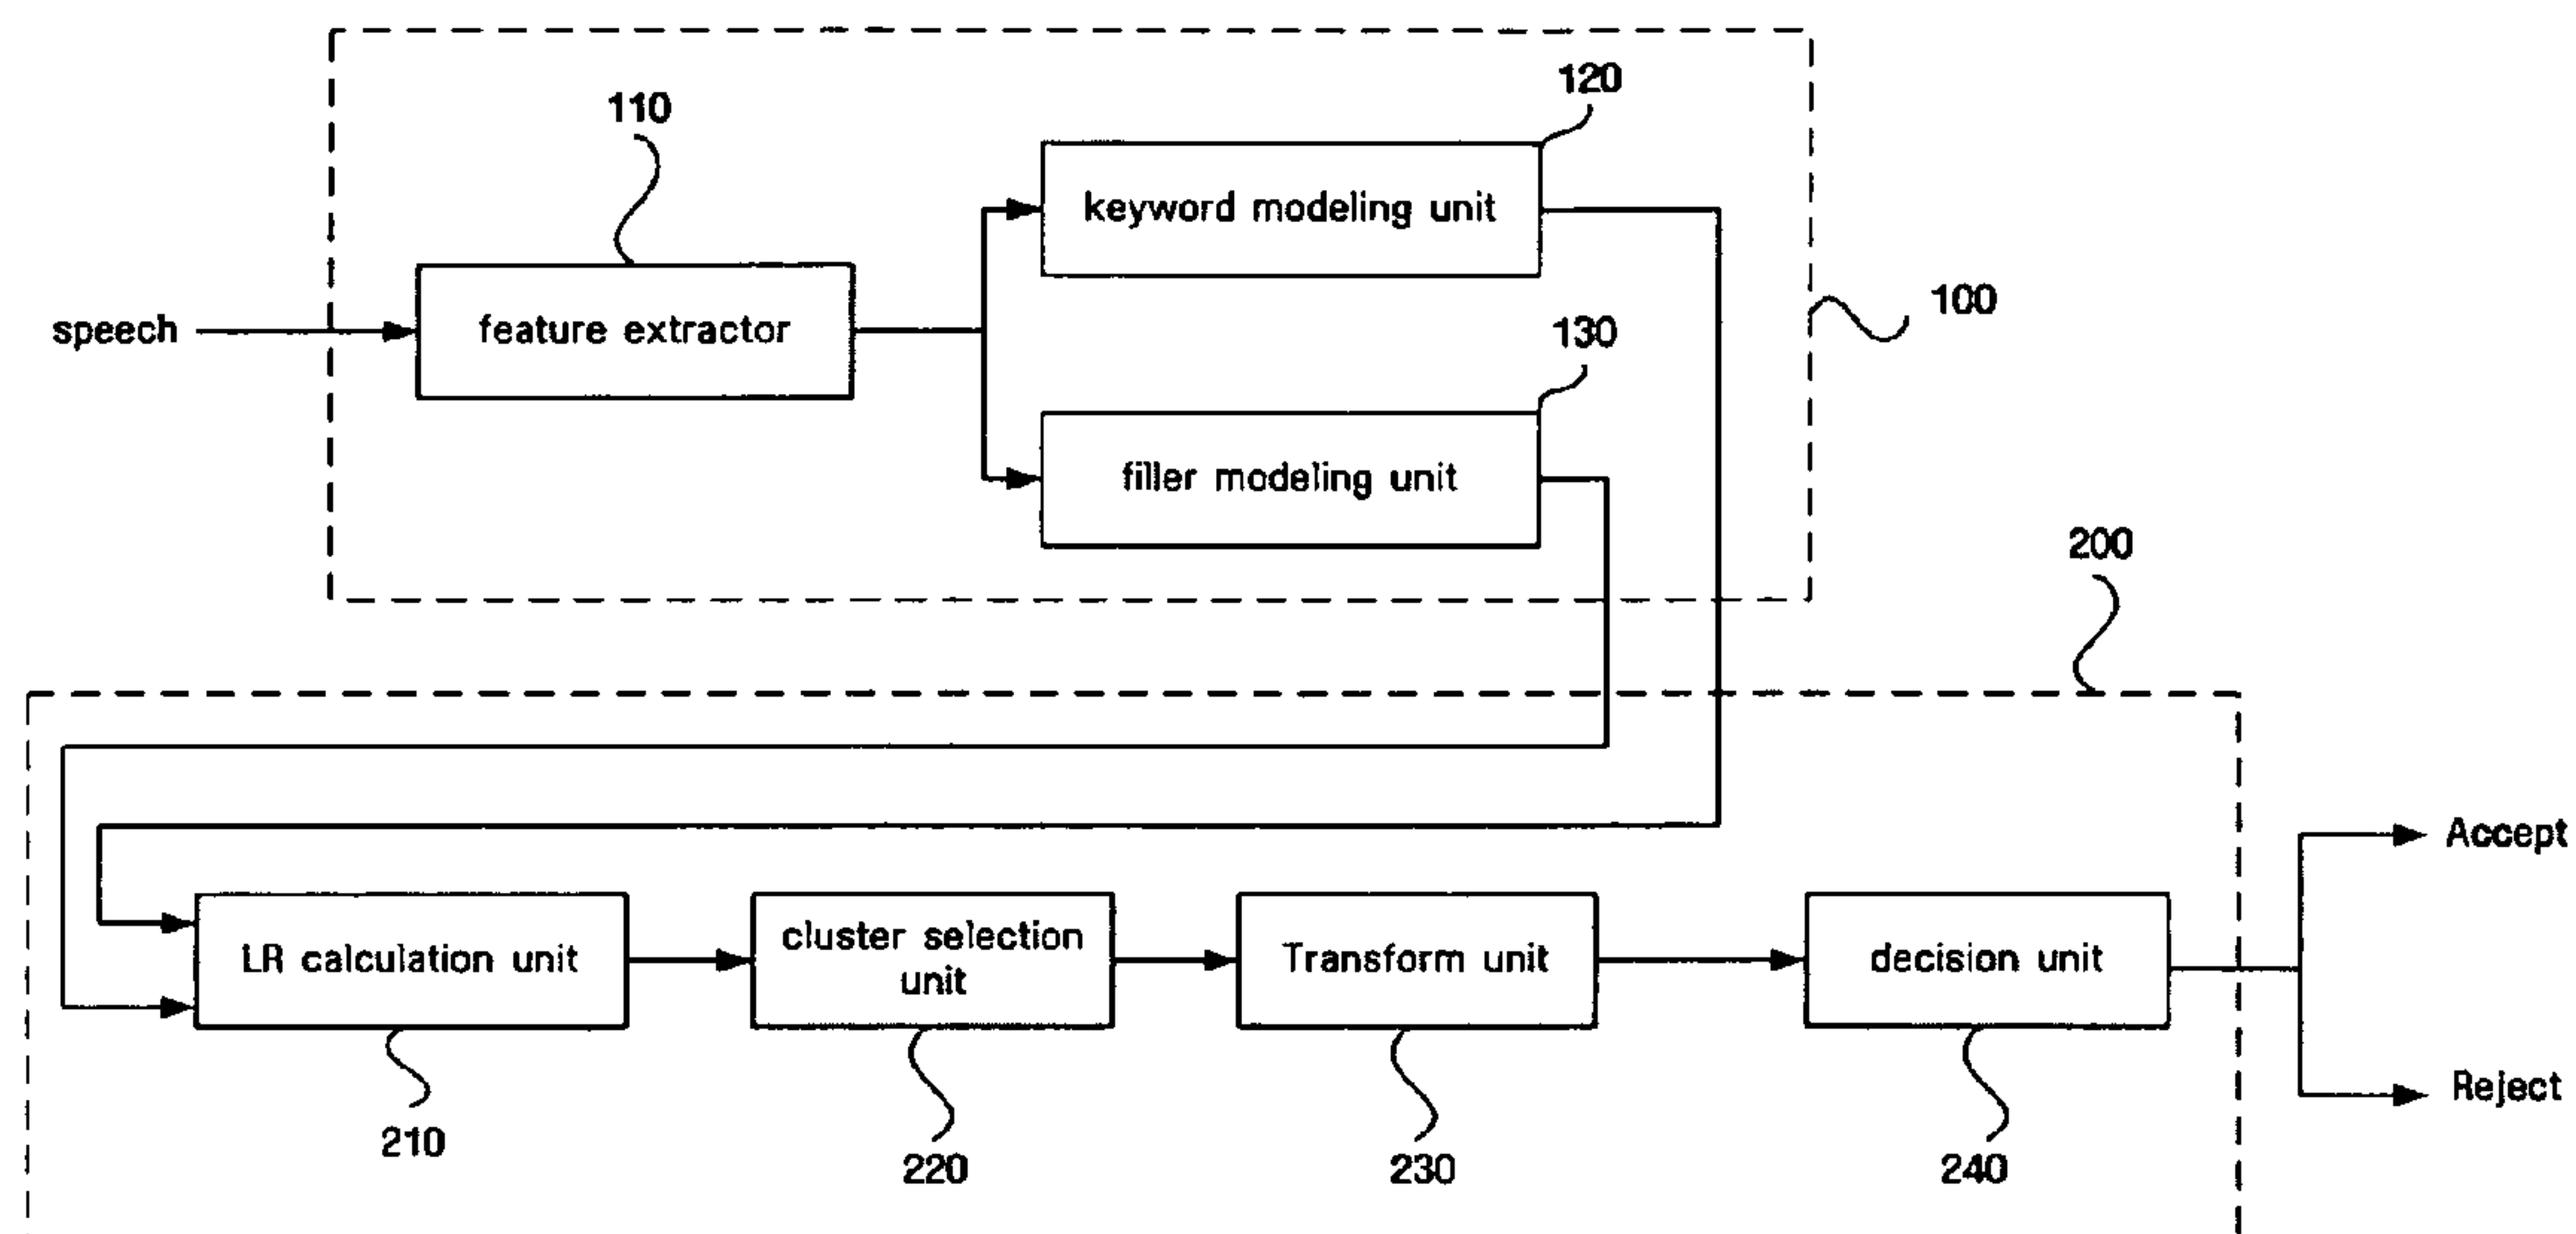 120
110
keyword modeling unit
100
speech
feature extractor
130
filler modeling unit
200
Accept
LR calculation unit
cluster selection
unit
Transform unit
decision unit
Reject
210
220
230
240